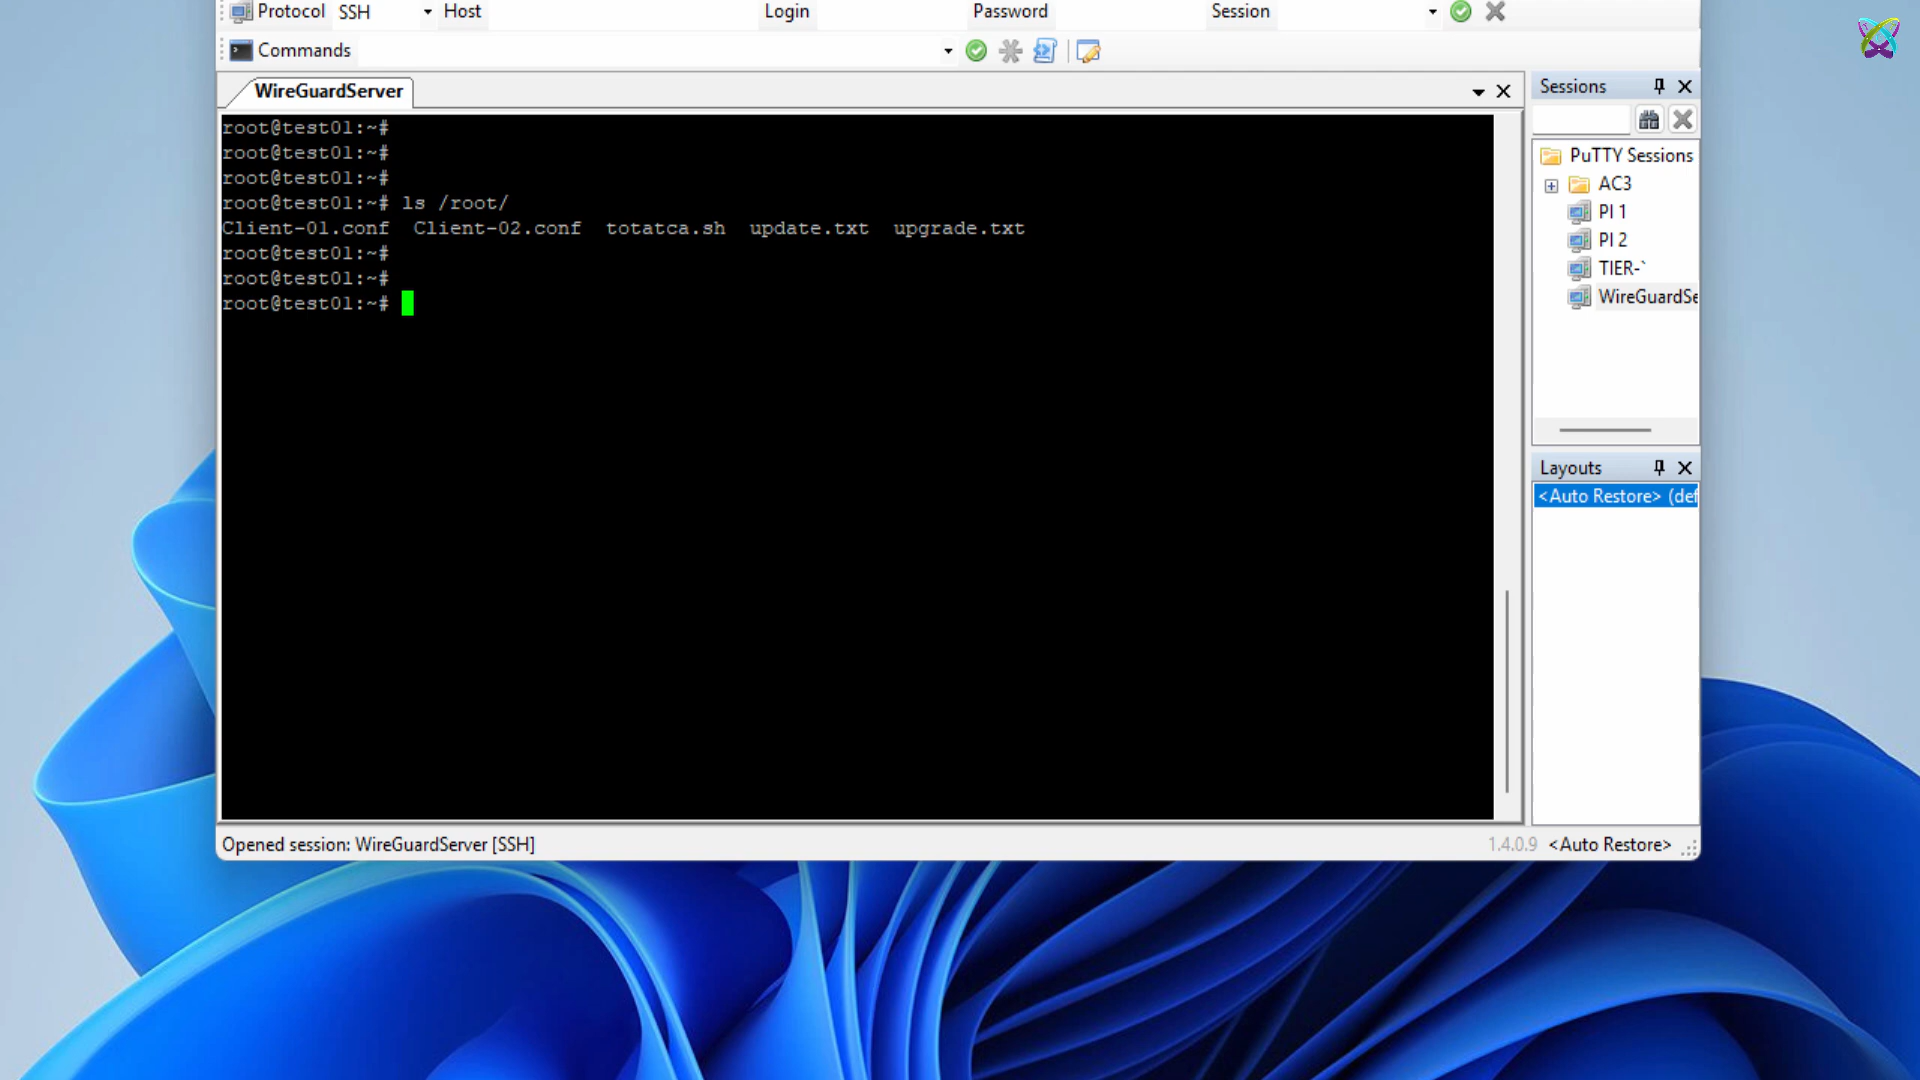 Protocol SSH Host Login Password Session
Commands
WireGuardServer
root@test01:~#
root@test01:~#
root@test01:~#
root@test01:~# ls /root/
Client-01.conf Client-02.conf totatca.sh update.txt upgrade.txt
root@test01:~#
root@test01:~#
root@test01:~#
Sessions
PuTTY Sessions
AC3
PI 1
PI 2
TIER-`
WireGuardSe
Layouts
<Auto Restore> (def
Opened session: WireGuardServer [SSH]
1.4.0.9 <Auto Restore>